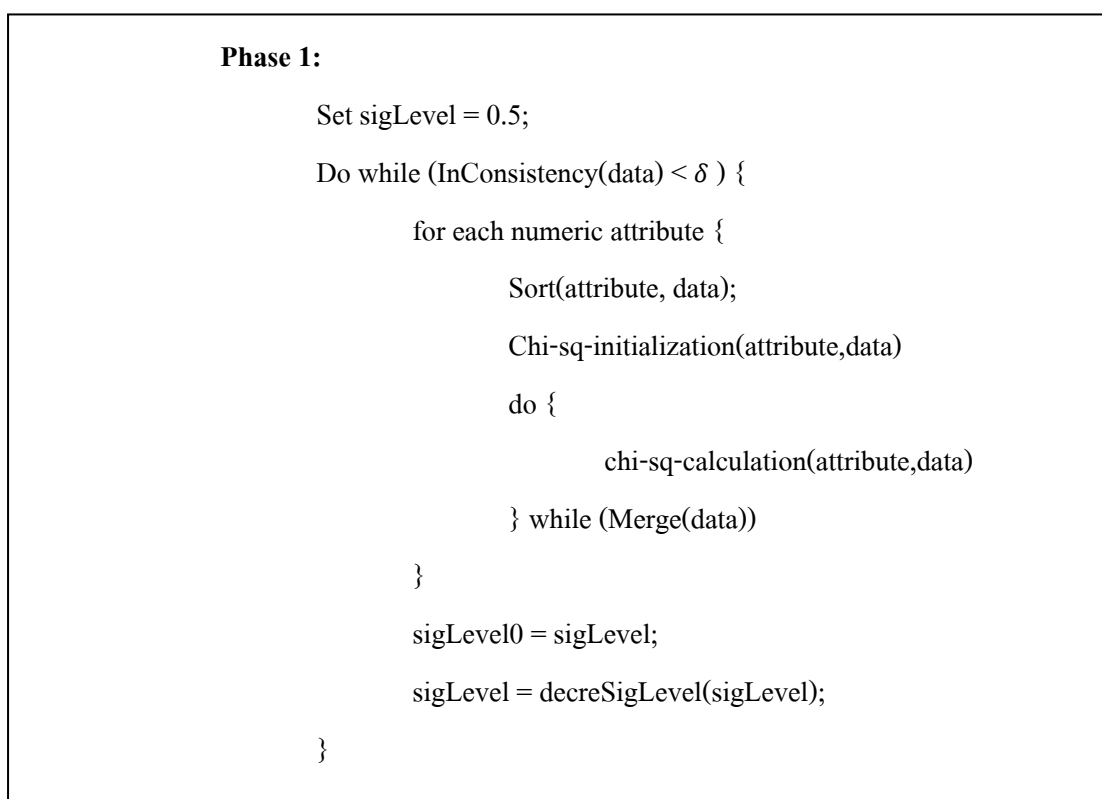 Phase 1:
Set sigLevel = 0.5;
Do while (InConsistency(data) < δ ) {
for each numeric attribute {
Sort(attribute, data);
Chi-sq-initialization(attribute,data)
do {
chi-sq-calculation(attribute,data)
} while (Merge(data))
}
sigLevel0 = sigLevel;
sigLevel = decreSigLevel(sigLevel);
}